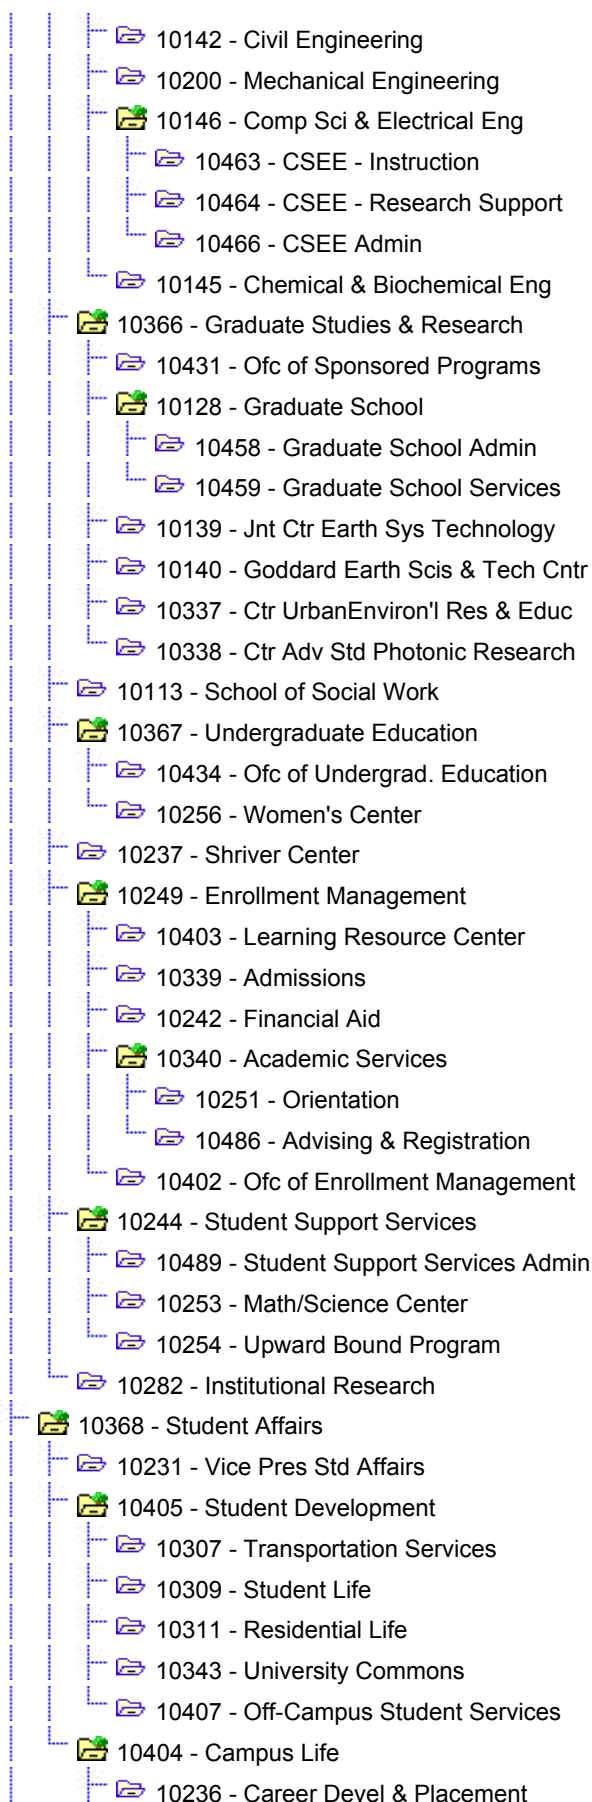 10142 - Civil Engineering
10200 - Mechanical Engineering
10146 - Comp Sci & Electrical Eng
10463 - CSEE - Instruction
10464 - CSEE - Research Support
10466 - CSEE Admin
10145 - Chemical & Biochemical Eng
10366 - Graduate Studies & Research
10431 - Ofc of Sponsored Programs
10128 - Graduate School
10458 - Graduate School Admin
10459 - Graduate School Services
10139 - Jnt Ctr Earth Sys Technology
10140 - Goddard Earth Scis & Tech Cntr
10337 - Ctr UrbanEnviron'l Res & Educ
10338 - Ctr Adv Std Photonic Research
10113 - School of Social Work
10367 - Undergraduate Education
10434 - Ofc of Undergrad. Education
10256 - Women's Center
10237 - Shriver Center
10249 - Enrollment Management
10403 - Learning Resource Center
10339 - Admissions
10242 - Financial Aid
10340 - Academic Services
10251 - Orientation
10486 - Advising & Registration
10402 - Ofc of Enrollment Management
10244 - Student Support Services
10489 - Student Support Services Admin
10253 - Math/Science Center
10254 - Upward Bound Program
10282 - Institutional Research
10368 - Student Affairs
10231 - Vice Pres Std Affairs
10405 - Student Development
10307 - Transportation Services
10309 - Student Life
10311 - Residential Life
10343 - University Commons
10407 - Off-Campus Student Services
10404 - Campus Life
10236 - Career Devel & Placement